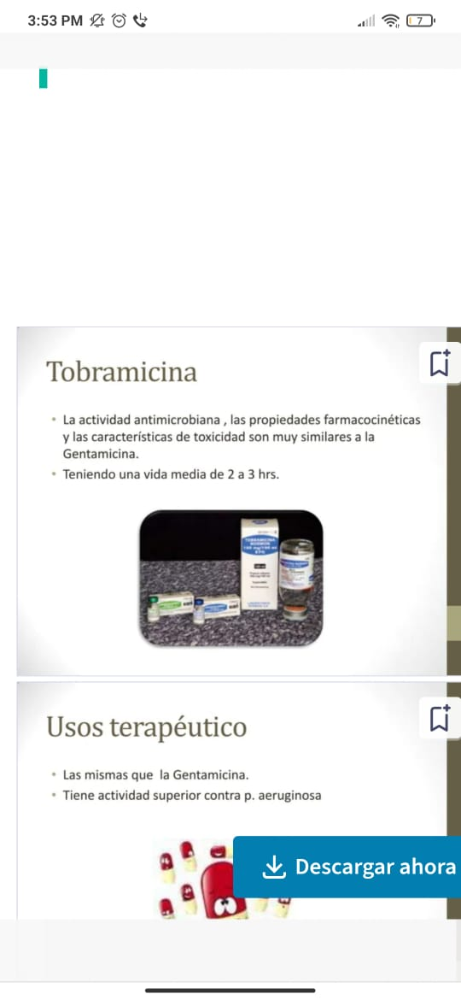 3:53 PM
7
Tobramicina
• La actividad antimicrobiana , las propiedades farmacocinéticas
y las características de toxicidad son muy similares a la
Gentamicina.
• Teniendo una vida media de 2 a 3 hrs.
TOBRAMICINA
NORMON
Usos terapéutico
• Las mismas que la Gentamicina.
• Tiene actividad superior contra p. aeruginosa
Descargar ahora